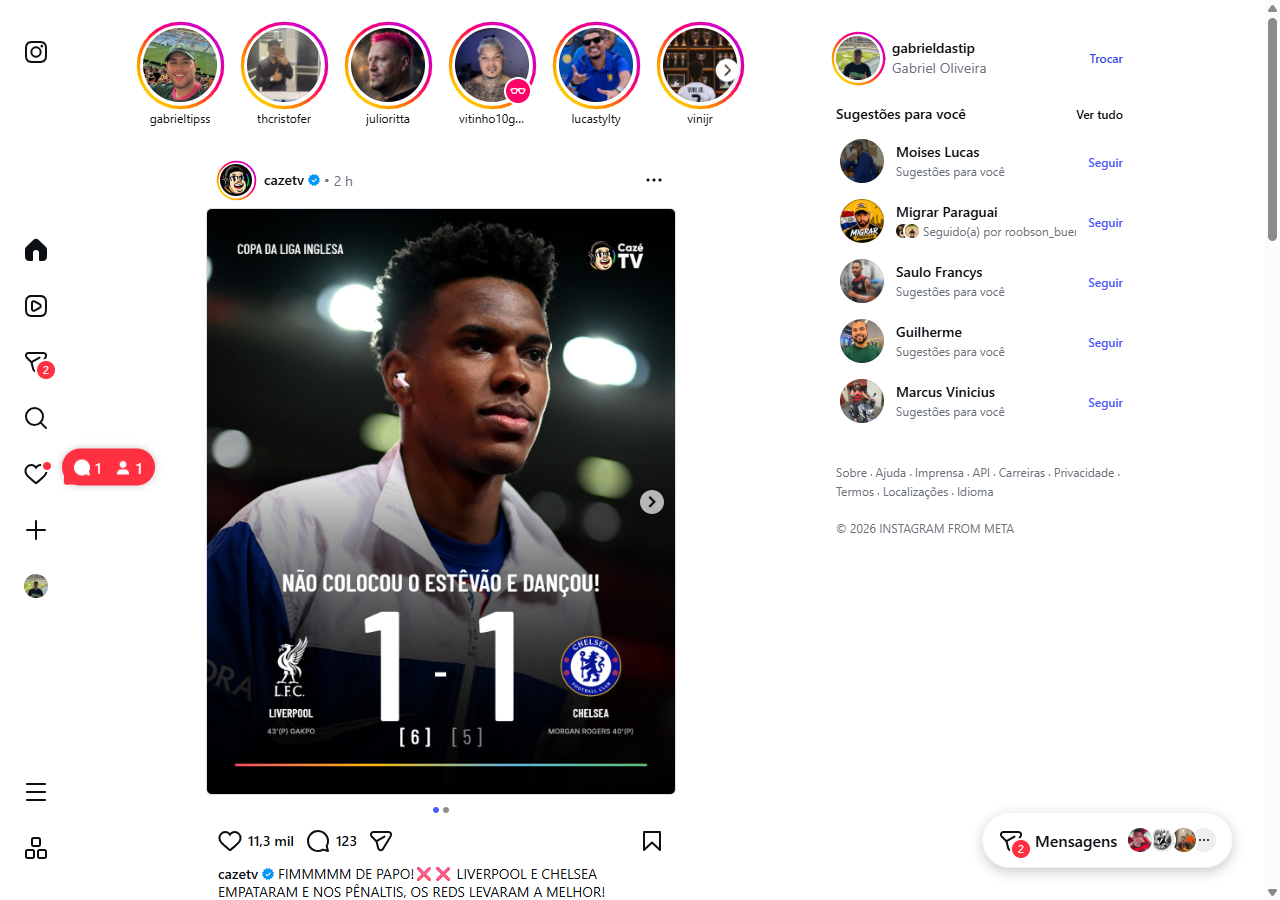 gabrieltipss
thcristofer
julioritta
vitinho10g...
lucastylty
vinijr
gabrieldastip
Gabriel Oliveira
Trocar
Sugestões para você
Ver tudo
Moises Lucas
Sugestões para você
Seguir
Migrar Paraguai
Seguido(a) por roobson_buen
Seguir
Saulo Francys
Sugestões para você
Seguir
Guilherme
Sugestões para você
Seguir
Marcus Vinicius
Sugestões para você
Seguir
Sobre · Ajuda · Imprensa · API · Carreiras · Privacidade ·
Termos · Localizações · Idioma
© 2026 INSTAGRAM FROM META
2
1 1
cazetv • 2 h
COPA DA LIGA INGLESA
Cazé
TV
NÃO COLOCOU O ESTÊVÃO E DANÇOU!
1 - 1
L.F.C.
CHELSEA
FOOTBALL CLUB
LIVERPOOL
43'(P) GAKPO
[ 6 ] [ 5 ]
CHELSEA
MORGAN ROGERS 40'(P)
11,3 mil
123
cazetv FIMMMMM DE PAPO!❌❌ LIVERPOOL E CHELSEA
EMPATARAM E NOS PÊNALTIS, OS REDS LEVARAM A MELHOR!
2
Mensagens